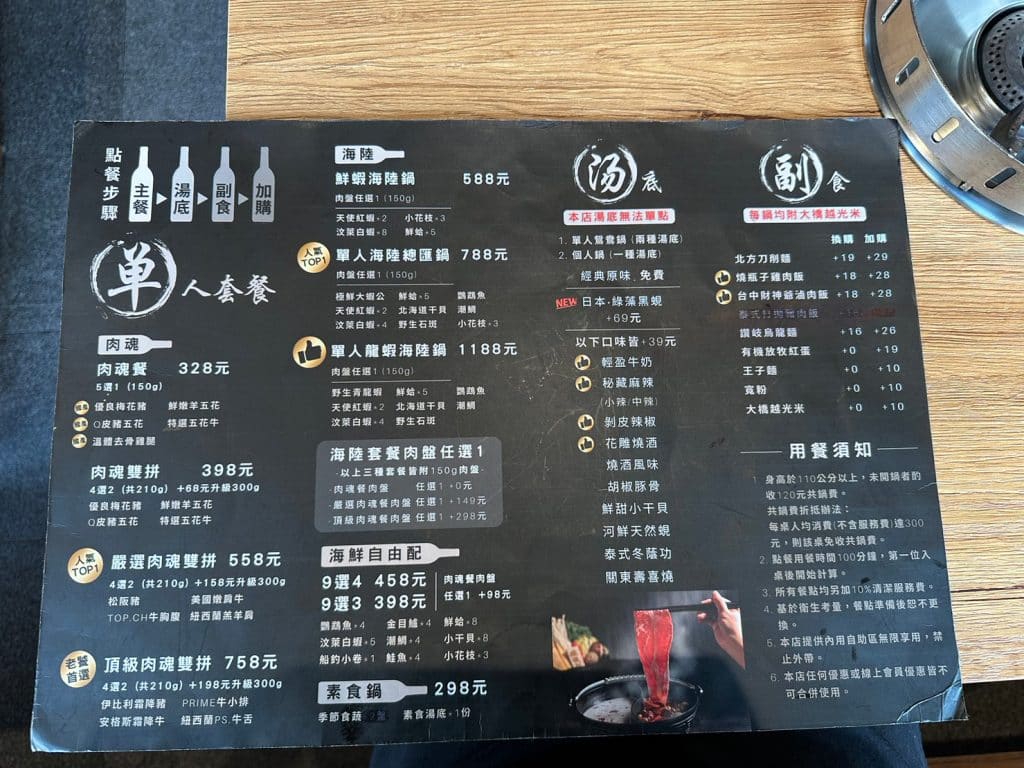 點餐步驟
主餐 湯底 副食 加購
单人套餐
肉魂
肉魂餐 328元
5選1 (150g)
優良梅花豬 鮮嫩羊五花
Q皮豬五花 特選五花牛
溫體去骨雞腿
肉魂雙拼 398元
4選2 (共210g) +68元升級300g
優良梅花豬 鮮嫩羊五花
Q皮豬五花 特選五花牛
人氣TOP1
嚴選肉魂雙拼 558元
4選2 (共210g) +158元升級300g
松阪豬 美國嫩肩牛
TOP.CH牛胸腹 紐西蘭羔羊肩
老饕首選
頂級肉魂雙拼 758元
4選2 (共210g) +198元升級300g
伊比利霜降豬 PRIME牛小排
安格斯霜降牛 紐西蘭PS.牛舌
海陸
鮮蝦海陸鍋 588元
肉盤任選1 (150g)
天使紅蝦×2 小花枝×3
汶萊白蝦×8 鮮蛤×5
人氣TOP1
單人海陸總匯鍋 788元
肉盤任選1 (150g)
極鮮大蝦公 鮮蛤×5 鸚鵡魚
天使紅蝦×2 北海道干貝 潮鯛
汶萊白蝦×4 野生石斑 小花枝×3
單人龍蝦海陸鍋 1188元
肉盤任選1 (150g)
野生青龍蝦 鮮蛤×5 鸚鵡魚
天使紅蝦×2 北海道干貝 潮鯛
汶萊白蝦×4 野生石斑
海陸套餐肉盤任選1
-以上三種套餐皆附150g肉盤-
·肉魂餐肉盤 任選1 +0元
·嚴選肉魂餐肉盤 任選1 +149元
·頂級肉魂餐肉盤 任選1 +298元
海鮮自由配
9選4 458元
9選3 398元
肉魂餐肉盤
任選1 +98元
鸚鵡魚×4 金目鱸×4 鮮蛤×8
汶萊白蝦×5 潮鯛×4 小干貝×8
船釣小卷×1 鮭魚×4 小花枝×3
素食鍋 298元
季節食蔬 素食湯底×1份
汤底
本店湯底無法單點
1. 單人鴛鴦鍋 (兩種湯底)
2. 個人鍋 (一種湯底)
經典原味 免費
NEW 日本·綠藻黑蜆
+69元
以下口味皆+39元
輕盈牛奶
秘藏麻辣
(小辣/中辣)
剝皮辣椒
花雕燒酒
燒酒風味
胡椒豚骨
鮮甜小干貝
河鮮天然蜆
泰式冬蔭功
關東壽喜燒
副食
每鍋均附大橋越光米
換購 加購
北方刀削麵 +19 +29
燒瓶子雞肉飯 +18 +28
台中財神爺滷肉飯 +18 +28
讚岐烏龍麵 +16 +26
有機放牧紅蛋 +0 +19
王子麵 +0 +10
寬粉 +0 +10
大橋越光米 +0 +10
用餐須知
1. 身高於110公分以上，未開鍋者酌
收120元共鍋費。
共鍋費折抵辦法：
每桌人均消費(不含服務費)達300
元，則該桌免收共鍋費。
2. 點餐用餐時間100分鐘，第一位入
桌後開始計算。
3. 所有餐點均另加10%清潔服務費。
4. 基於衛生考量，餐點準備後恕不更
換。
5. 本店提供內用自助區無限享用，禁
止外帶。
6. 本店任何優惠或線上會員優惠皆不
可合併使用。